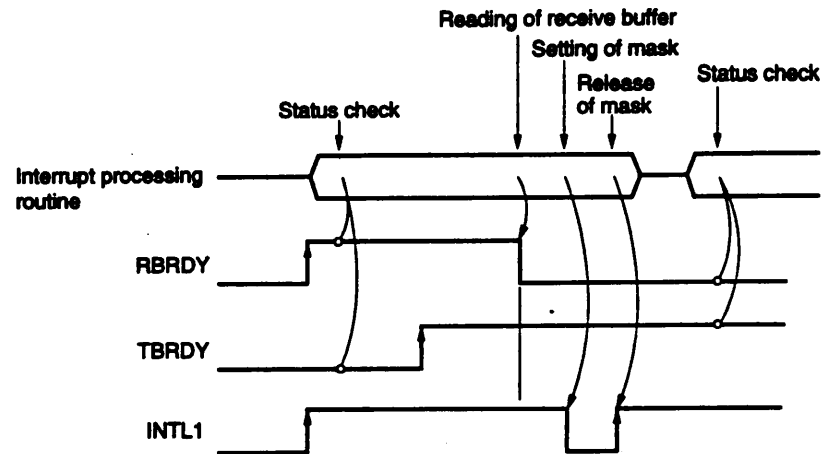 Reading of receive buffer
Setting of mask
Release
of mask
Status check
Status check
Interrupt processing
routine
RBRDY
TBRDY
INTL1